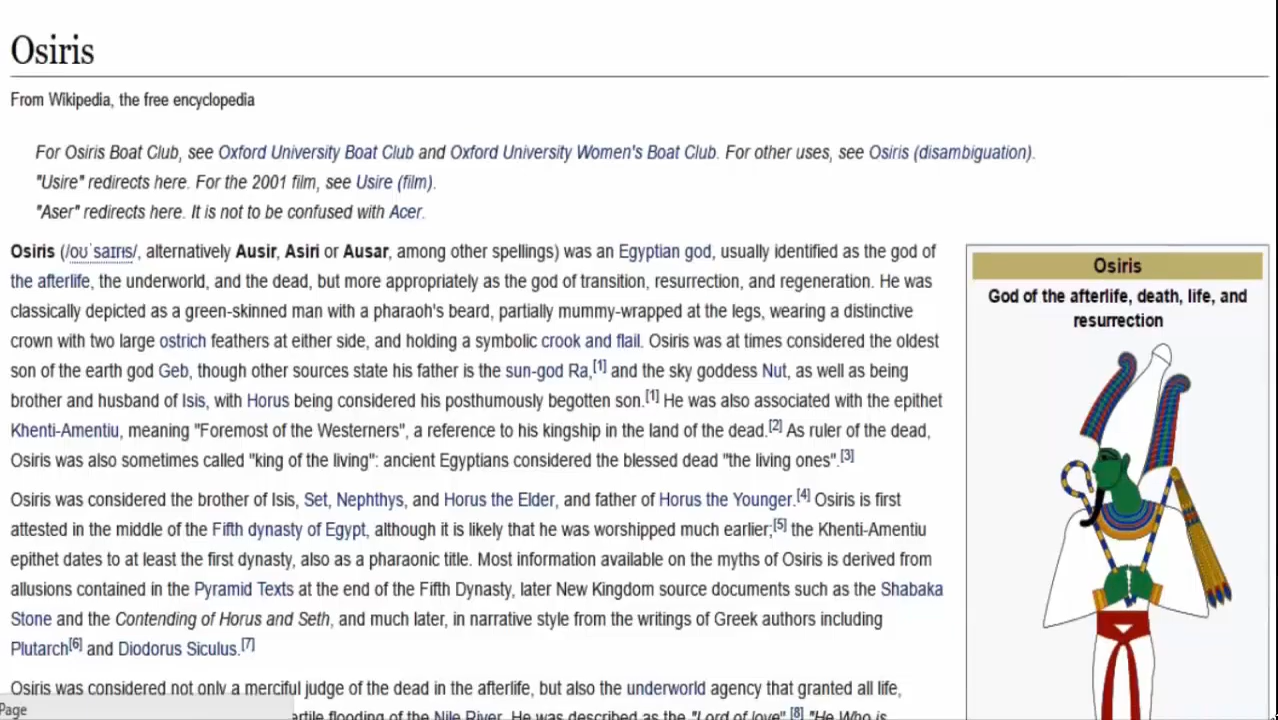 Osiris
From Wikipedia, the free encyclopedia
For Osiris Boat Club, see Oxford University Boat Club and Oxford University Women's Boat Club. For other uses, see Osiris (disambiguation).
"Usire" redirects here. For the 2001 film, see Usire (film).
"Aser" redirects here. It is not to be confused with Acer.
Osiris (/oʊˈsaɪrɪs/, alternatively Ausir, Asiri or Ausar, among other spellings) was an Egyptian god, usually identified as the god of
the afterlife, the underworld, and the dead, but more appropriately as the god of transition, resurrection, and regeneration. He was
classically depicted as a green-skinned man with a pharaoh's beard, partially mummy-wrapped at the legs, wearing a distinctive
crown with two large ostrich feathers at either side, and holding a symbolic crook and flail. Osiris was at times considered the oldest
son of the earth god Geb, though other sources state his father is the sun-god Ra,[1] and the sky goddess Nut, as well as being
brother and husband of Isis, with Horus being considered his posthumously begotten son.[1] He was also associated with the epithet
Khenti-Amentiu, meaning "Foremost of the Westerners", a reference to his kingship in the land of the dead.[2] As ruler of the dead,
Osiris was also sometimes called "king of the living": ancient Egyptians considered the blessed dead "the living ones".[3]
Osiris was considered the brother of Isis, Set, Nephthys, and Horus the Elder, and father of Horus the Younger.[4] Osiris is first
attested in the middle of the Fifth dynasty of Egypt, although it is likely that he was worshipped much earlier;[5] the Khenti-Amentiu
epithet dates to at least the first dynasty, also as a pharaonic title. Most information available on the myths of Osiris is derived from
allusions contained in the Pyramid Texts at the end of the Fifth Dynasty, later New Kingdom source documents such as the Shabaka
Stone and the Contending of Horus and Seth, and much later, in narrative style from the writings of Greek authors including
Plutarch[6] and Diodorus Siculus.[7]
Osiris was considered not only a merciful judge of the dead in the afterlife, but also the underworld agency that granted all life,
ertile flooding of the Nile River. He was described as the "Lord of love",[8] "He Who is
Page
Osiris
God of the afterlife, death, life, and
resurrection